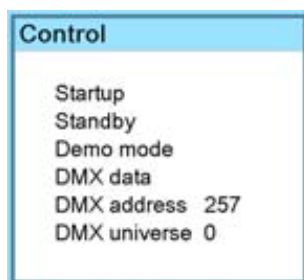 Control
Startup
Standby
Demo mode
DMX data
DMX address 257
DMX universe 0